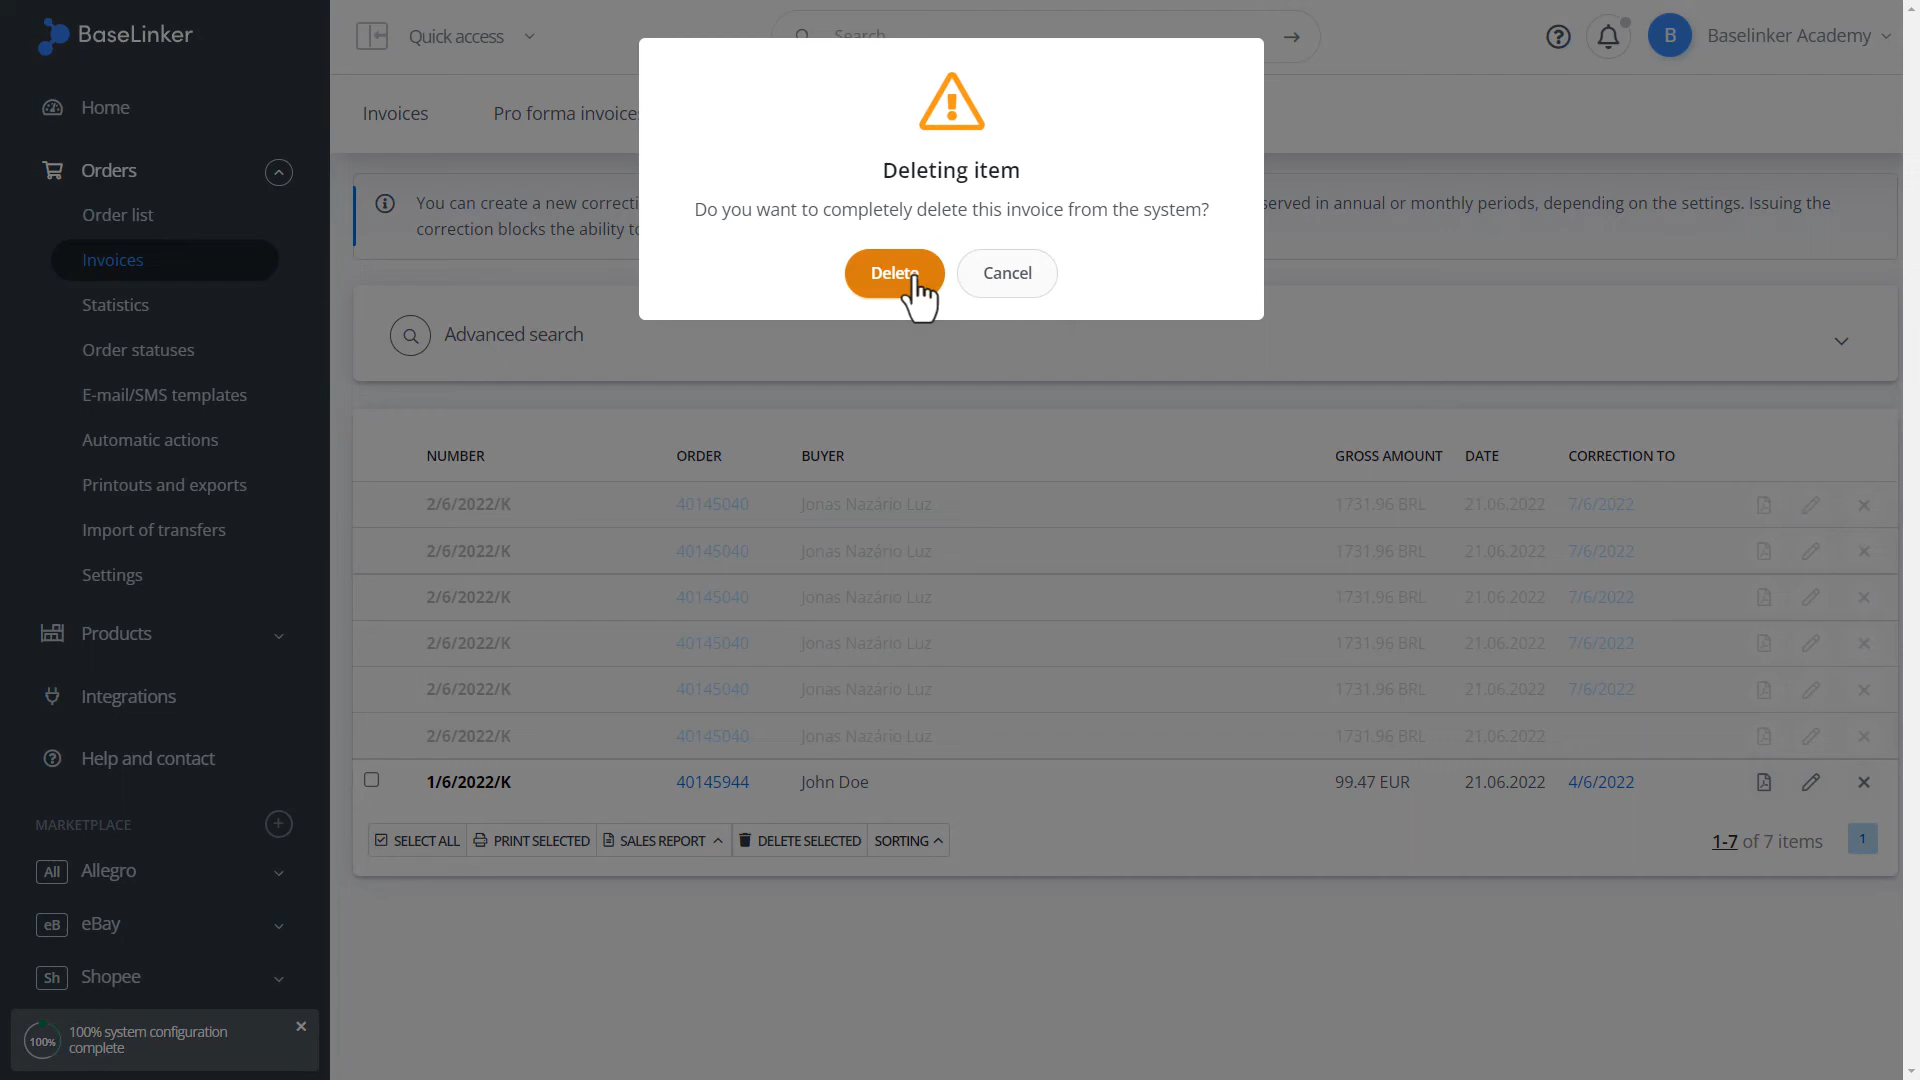 BaseLinker
Quick access
Search
B
Baselinker Academy
Home
Orders
Order list
Invoices
Statistics
Order statuses
E-mail/SMS templates
Automatic actions
Printouts and exports
Import of transfers
Settings
Products
Integrations
Help and contact
MARKETPLACE
All Allegro
eB eBay
Sh Shopee
100% 100% system configuration
complete
Invoices Pro forma invoices
Deleting item
Do you want to completely delete this invoice from the system?
Delete Cancel
You can create a new correcti served in annual or monthly periods, depending on the settings. Issuing the
correction blocks the ability to
Advanced search
NUMBER ORDER BUYER GROSS AMOUNT DATE CORRECTION TO
2/6/2022/K 40145040 Jonas Nazário Luz 1731.96 BRL 21.06.2022 7/6/2022
2/6/2022/K 40145040 Jonas Nazário Luz 1731.96 BRL 21.06.2022 7/6/2022
2/6/2022/K 40145040 Jonas Nazário Luz 1731.96 BRL 21.06.2022 7/6/2022
2/6/2022/K 40145040 Jonas Nazário Luz 1731.96 BRL 21.06.2022 7/6/2022
2/6/2022/K 40145040 Jonas Nazário Luz 1731.96 BRL 21.06.2022 7/6/2022
2/6/2022/K 40145040 Jonas Nazário Luz 1731.96 BRL 21.06.2022
1/6/2022/K 40145944 John Doe 99.47 EUR 21.06.2022 4/6/2022
SELECT ALL PRINT SELECTED SALES REPORT DELETE SELECTED SORTING
1-7 of 7 items 1